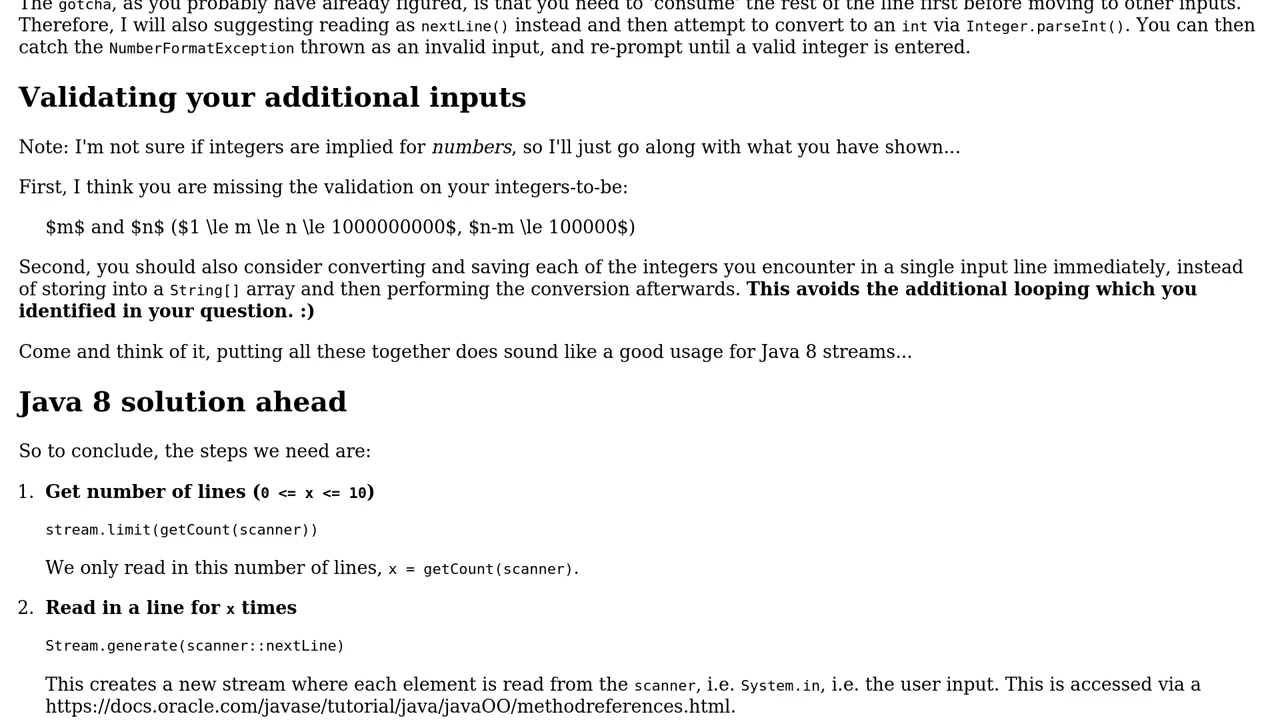 The gotcha, as you probably have already figured, is that you need to 'consume' the rest of the line first before moving to other inputs.
Therefore, I will also suggesting reading as nextLine() instead and then attempt to convert to an int via Integer.parseInt(). You can then
catch the NumberFormatException thrown as an invalid input, and re-prompt until a valid integer is entered.
Validating your additional inputs
Note: I'm not sure if integers are implied for numbers, so I'll just go along with what you have shown...
First, I think you are missing the validation on your integers-to-be:
$m$ and $n$ ($1 \le m \le n \le 1000000000$, $n-m \le 100000$)
Second, you should also consider converting and saving each of the integers you encounter in a single input line immediately, instead
of storing into a String[] array and then performing the conversion afterwards. This avoids the additional looping which you
identified in your question. :)
Come and think of it, putting all these together does sound like a good usage for Java 8 streams...
Java 8 solution ahead
So to conclude, the steps we need are:
1. Get number of lines (0 <= x <= 10)
stream.limit(getCount(scanner))
We only read in this number of lines, x = getCount(scanner).
2. Read in a line for x times
Stream.generate(scanner::nextLine)
This creates a new stream where each element is read from the scanner, i.e. System.in, i.e. the user input. This is accessed via a
https://docs.oracle.com/javase/tutorial/java/javaOO/methodreferences.html.